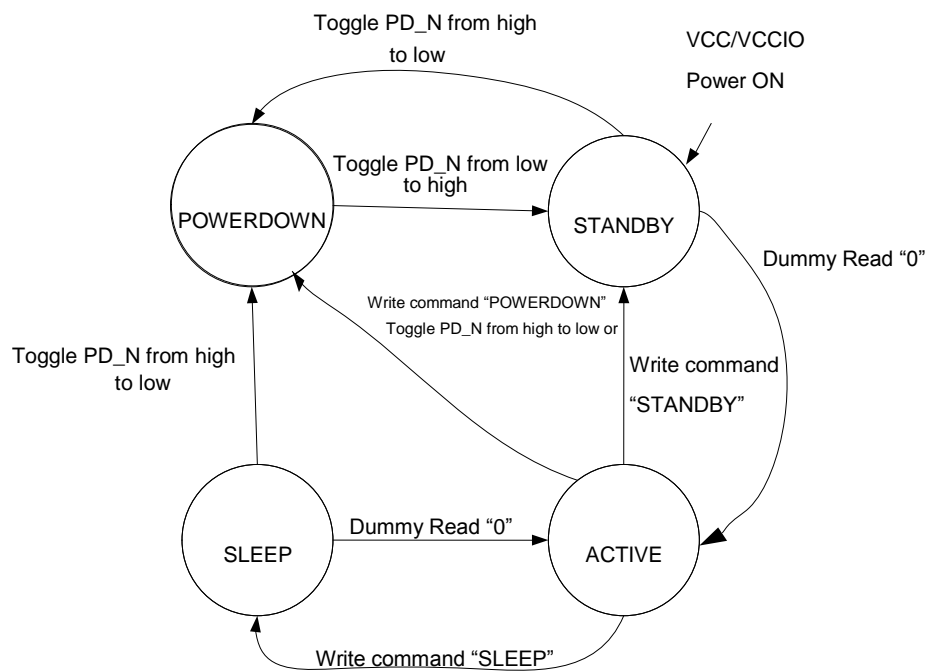 Toggle PD_N from high
to low
VCC/VCCIO
Power ON
Toggle PD_N from low
to high
POWERDOWN
STANDBY
Dummy Read “0”
Write command “POWERDOWN”
Toggle PD_N from high to low or
Toggle PD_N from high
to low
Write command
“STANDBY”
Dummy Read “0”
SLEEP
ACTIVE
Write command “SLEEP”